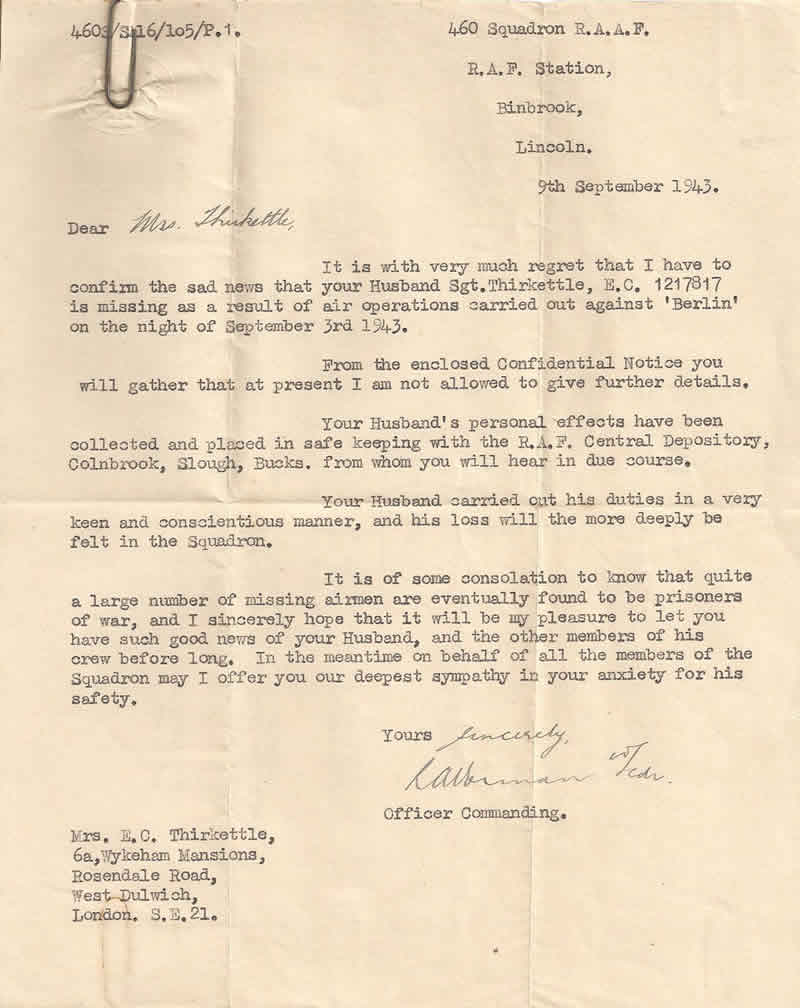 460S/S.16/105/P.1.
460 Squadron R.A.A.F.
R.A.F. Station,
Binbrook,
Lincoln.
9th September 1943.
Dear Mrs. Thirkettle,
It is with very much regret that I have to
confirm the sad news that your Husband Sgt.Thirkettle, E.C. 1217817
is missing as a result of air operations carried out against 'Berlin'
on the night of September 3rd 1943.
From the enclosed Confidential Notice you
will gather that at present I am not allowed to give further details.
Your Husband's personal effects have been
collected and placed in safe keeping with the R.A.F. Central Depository,
Colnbrook, Slough, Bucks. from whom you will hear in due course.
Your Husband carried out his duties in a very
keen and conscientious manner, and his loss will the more deeply be
felt in the Squadron.
It is of some consolation to know that quite
a large number of missing airmen are eventually found to be prisoners
of war, and I sincerely hope that it will be my pleasure to let you
have such good news of your Husband, and the other members of his
crew before long. In the meantime on behalf of all the members of the
Squadron may I offer you our deepest sympathy in your anxiety for his
safety.
Yours sincerely,
W/Cdr.
Officer Commanding.
Mrs. E.C. Thirkettle,
6a,Wykeham Mansions,
Rosendale Road,
West Dulwich,
London. S.E.21.